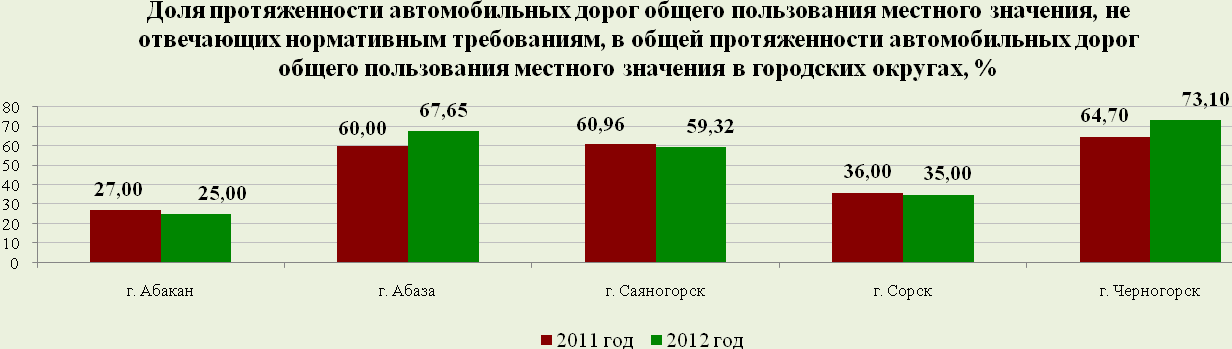 Доля протяженности автомобильных дорог общего пользования местного значения, не
отвечающих нормативным требованиям, в общей протяженности автомобильных дорог
общего пользования местного значения в городских округах, %
80
70
60
50
40
30
20
10
0
27,00
25,00
60,00
67,65
60,96
59,32
36,00
35,00
64,70
73,10
г. Абакан
г. Абаза
г. Саяногорск
г. Сорск
г. Черногорск
2011 год
2012 год